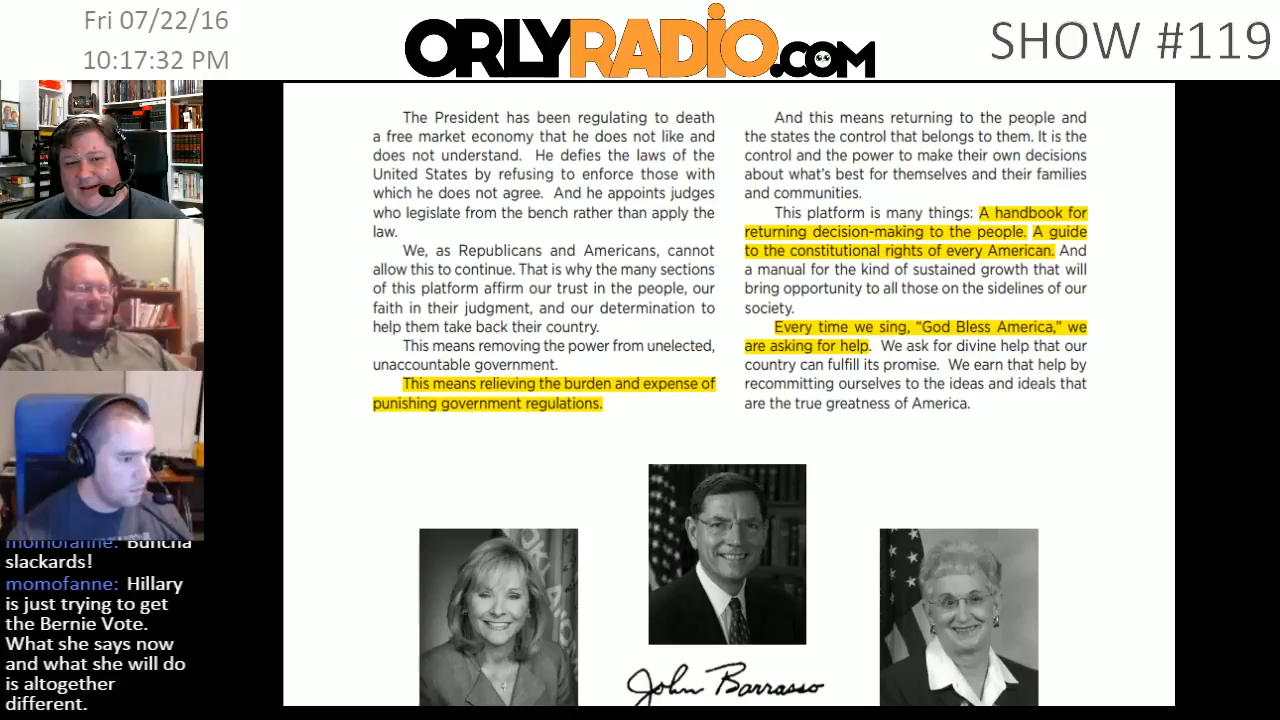 Fri 07/22/16
10:17:32 PM
ORLYRADIO.COM
SHOW #119
The President has been regulating to death
a free market economy that he does not like and
does not understand. He defies the laws of the
United States by refusing to enforce those with
which he does not agree. And he appoints judges
who legislate from the bench rather than apply the
law.
We, as Republicans and Americans, cannot
allow this to continue. That is why the many sections
of this platform affirm our trust in the people, our
faith in their judgment, and our determination to
help them take back their country.
This means removing the power from unelected,
unaccountable government.
This means relieving the burden and expense of
punishing government regulations.
And this means returning to the people and
the states the control that belongs to them. It is the
control and the power to make their own decisions
about what's best for themselves and their families
and communities.
This platform is many things: A handbook for
returning decision-making to the people. A guide
to the constitutional rights of every American. And
a manual for the kind of sustained growth that will
bring opportunity to all those on the sidelines of our
society.
Every time we sing, "God Bless America," we
are asking for help. We ask for divine help that our
country can fulfill its promise. We earn that help by
recommitting ourselves to the ideas and ideals that
are the true greatness of America.
John Barrasso
momofanne: Buncha
slackards!
momofanne: Hillary
is just trying to get
the Bernie Vote.
What she says now
and what she will do
is altogether
different.